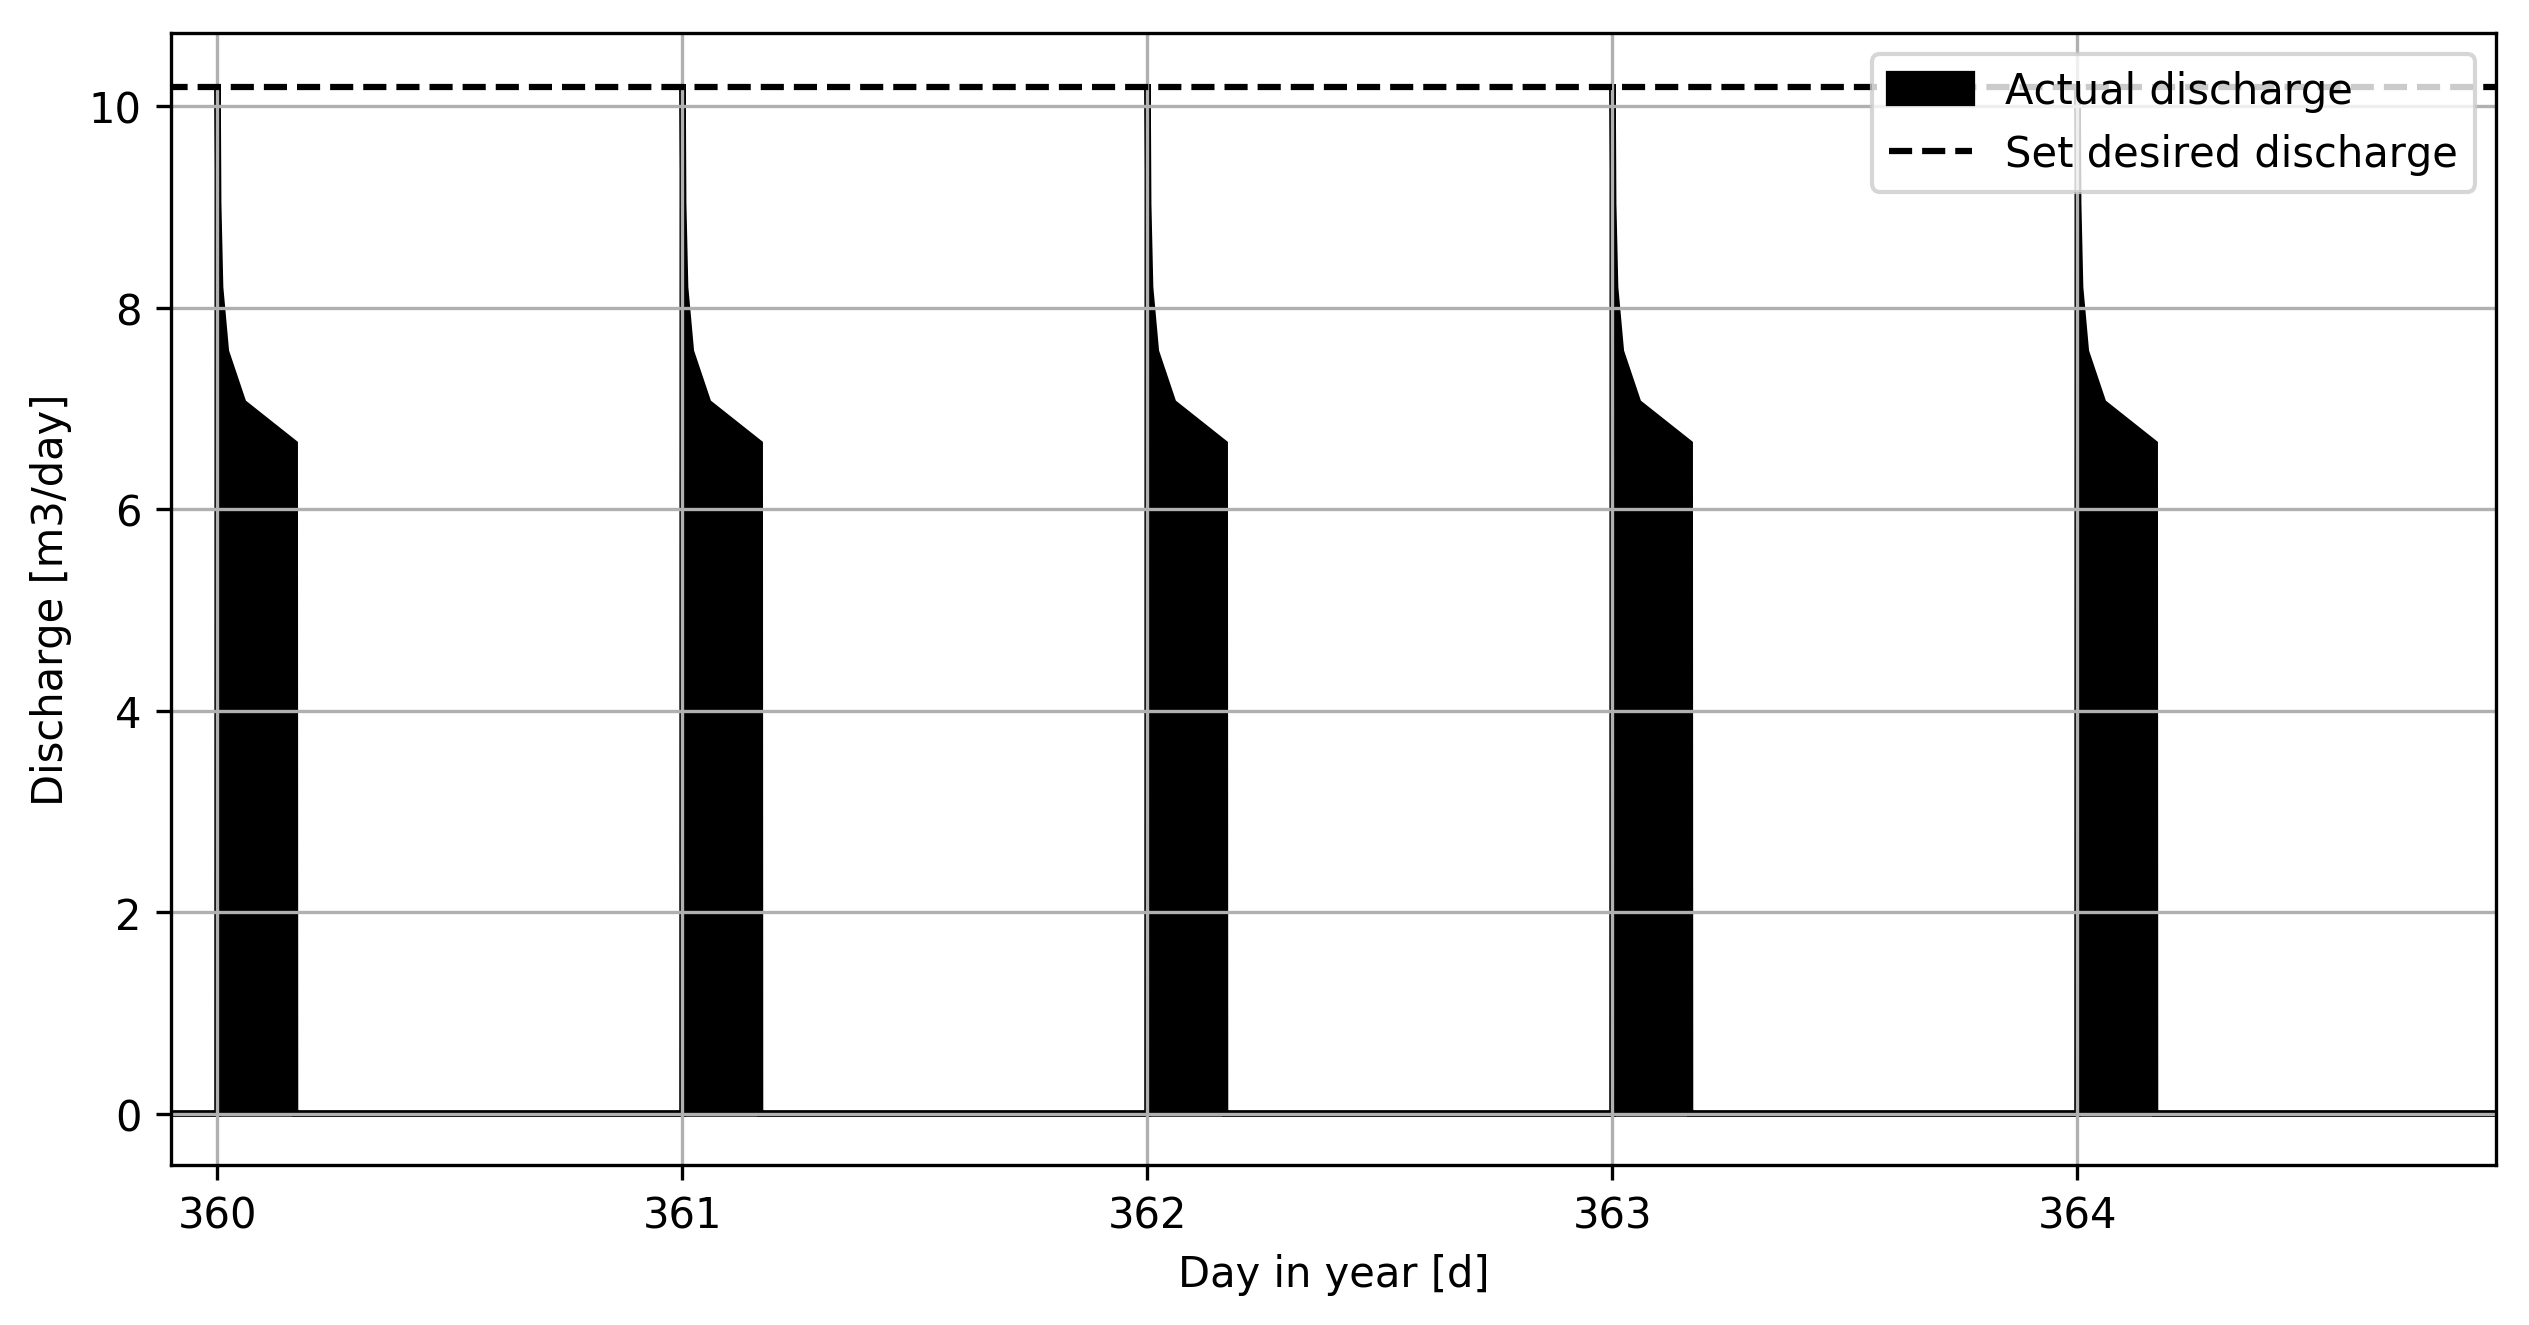 Actual discharge
Set desired discharge
Discharge [m3/day]
10
8
6
4
2
0
360 361 362 363 364
Day in year [d]